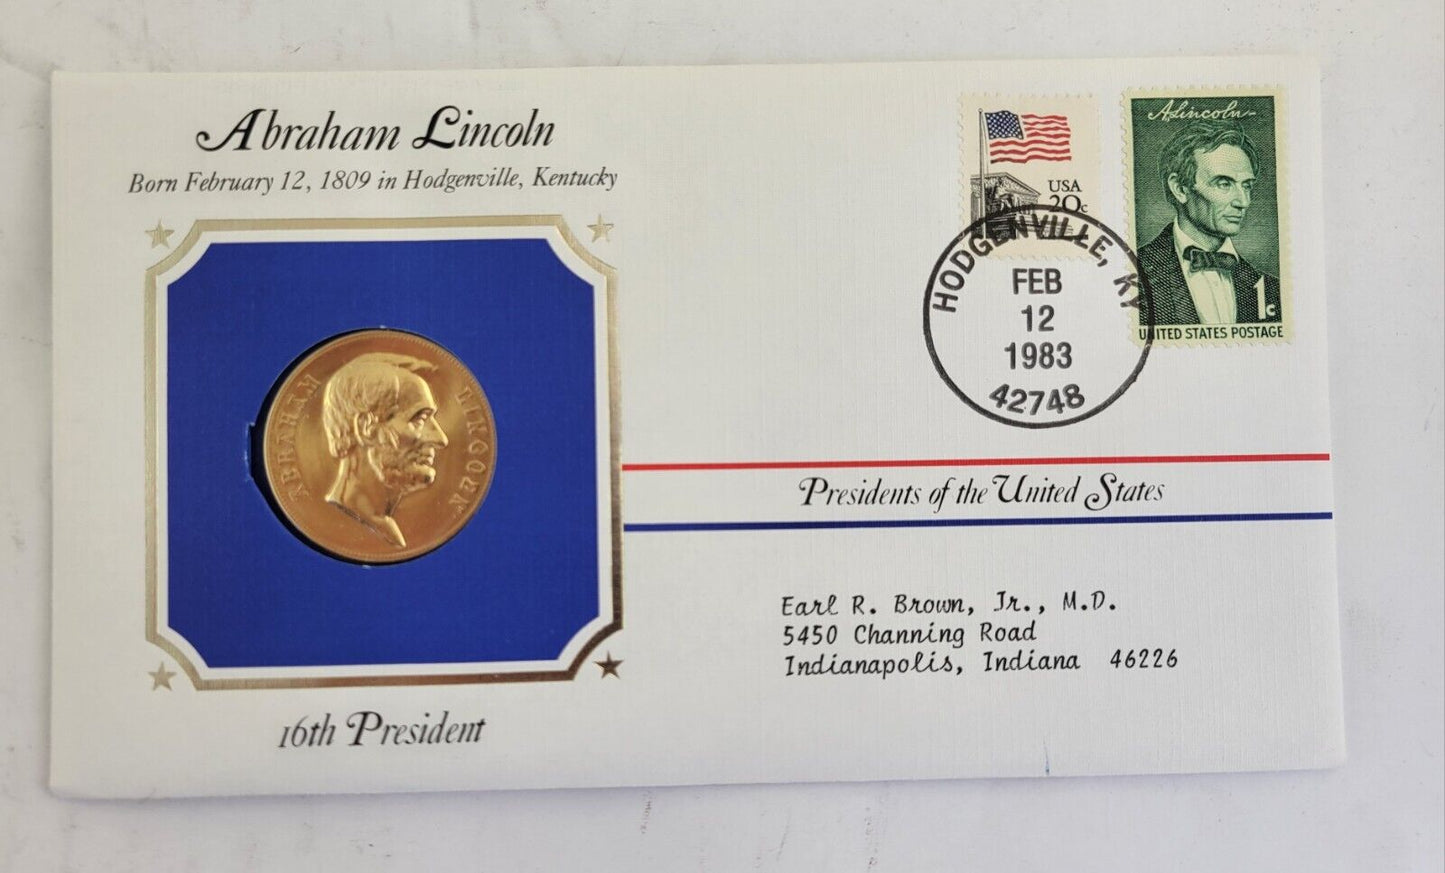 Abraham Lincoln
Born February 12, 1809 in Hodgenville, Kentucky
ABRAHAM LINCOLN
16th President
USA
20c
A. Lincoln
1c
UNITED STATES POSTAGE
HODGENVILLE, KY
FEB
12
1983
42748
Presidents of the United States
Earl R. Brown, Jr., M.D.
5450 Channing Road
Indianapolis, Indiana 46226